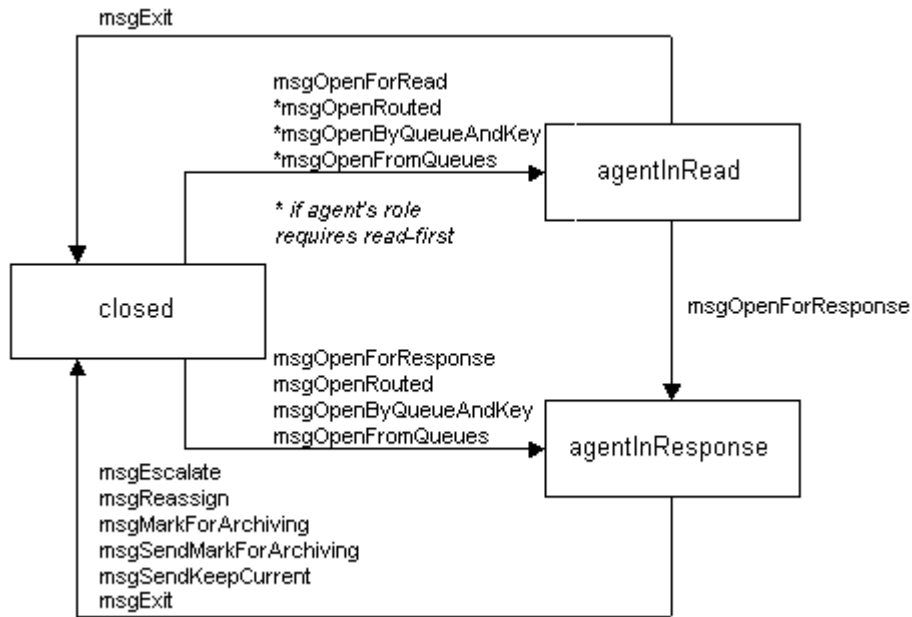 msgExit
msgOpenForRead
*msgOpenRouted
*msgOpenByQueueAndKey
*msgOpenFromQueues
* if agent's role
requires read-first
agentInRead
closed
msgOpenForResponse
msgOpenForResponse
msgOpenRouted
msgOpenByQueueAndKey
msgOpenFromQueues
agentInResponse
msgEscalate
msgReassign
msgMarkForArchiving
msgSendMarkForArchiving
msgSendKeepCurrent
msgExit